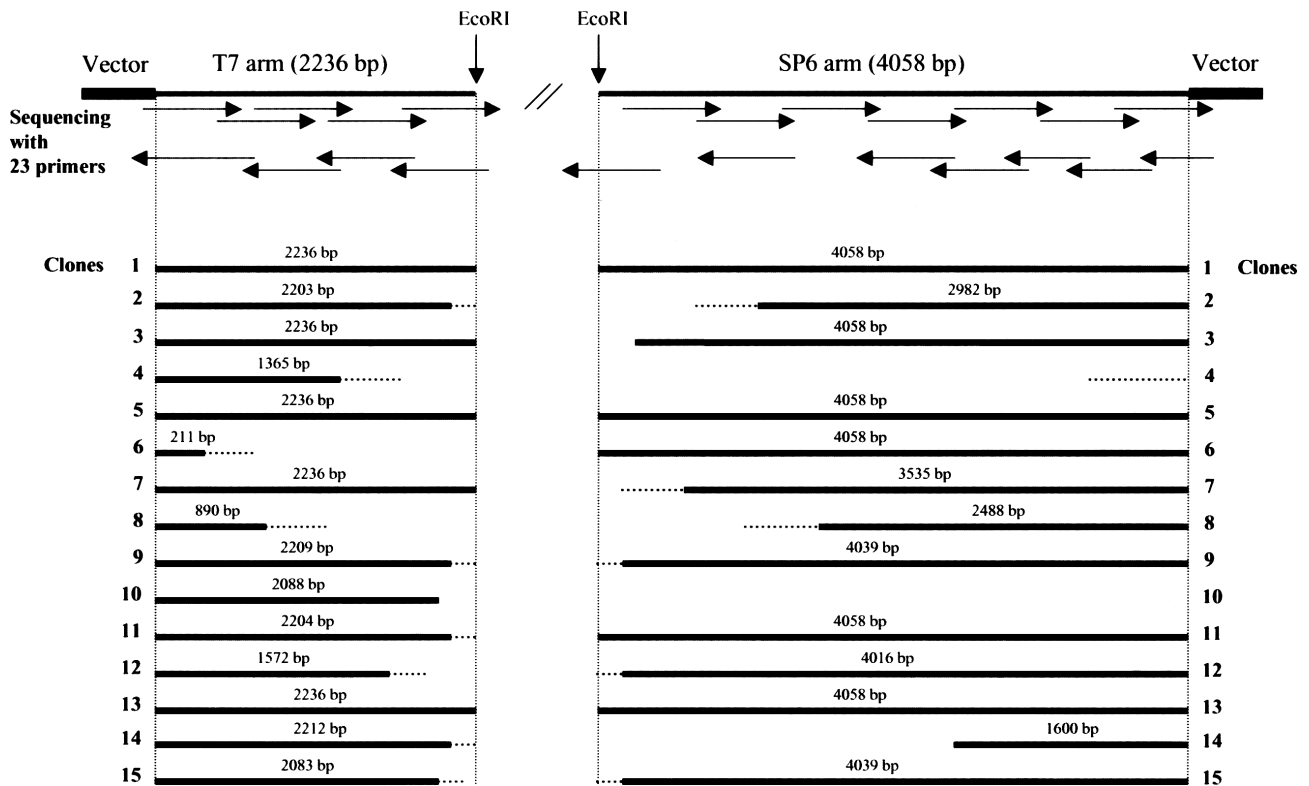 EcoRI EcoRI
Vector T7 arm (2236 bp) SP6 arm (4058 bp) Vector
Sequencing
with
23 primers
2236 bp 4058 bp
Clones 1 1 Clones
2203 bp 2982 bp
2 2
2236 bp 4058 bp
3 3
1365 bp
4 4
2236 bp 4058 bp
5 5
211 bp 4058 bp
6 6
2236 bp 3535 bp
7 7
890 bp 2488 bp
8 8
2209 bp 4039 bp
9 9
2088 bp
10 10
2204 bp 4058 bp
11 11
1572 bp 4016 bp
12 12
2236 bp 4058 bp
13 13
2212 bp 1600 bp
14 14
2083 bp 4039 bp
15 15